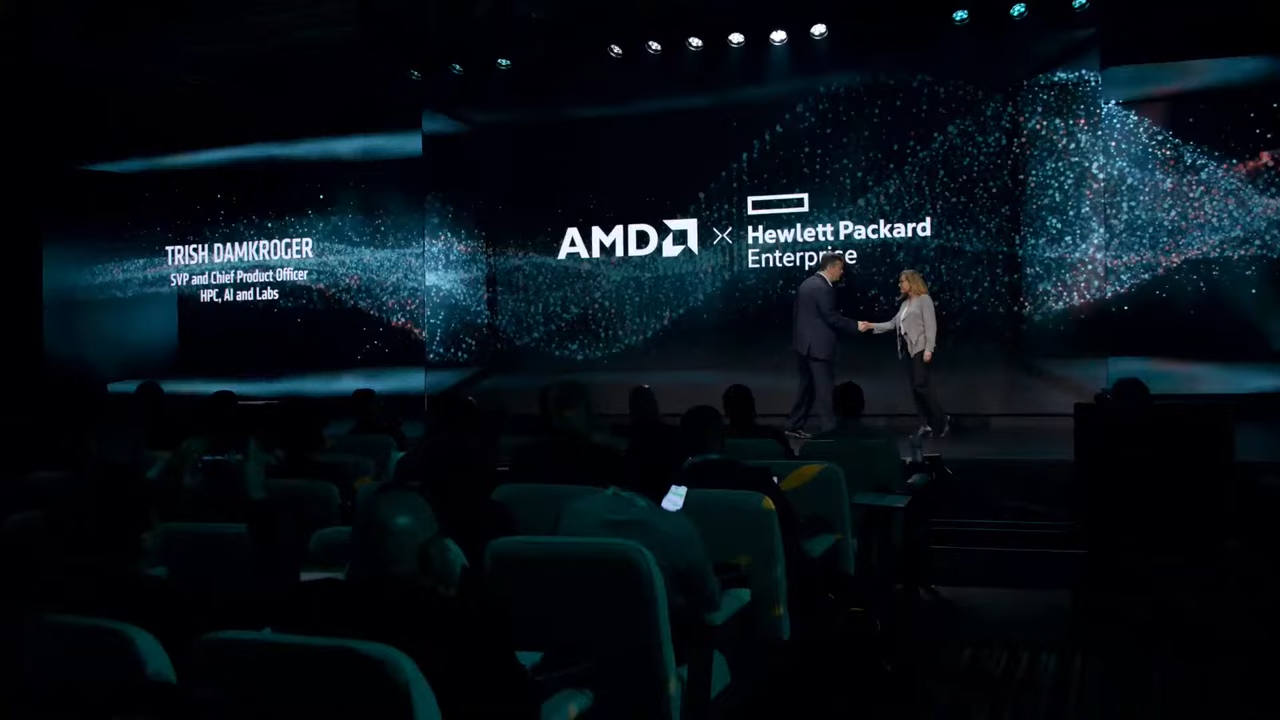 TRISH DAMKROGER
SVP and Chief Product Officer
HPC, AI and Labs
AMD
Hewlett Packard
Enterprise